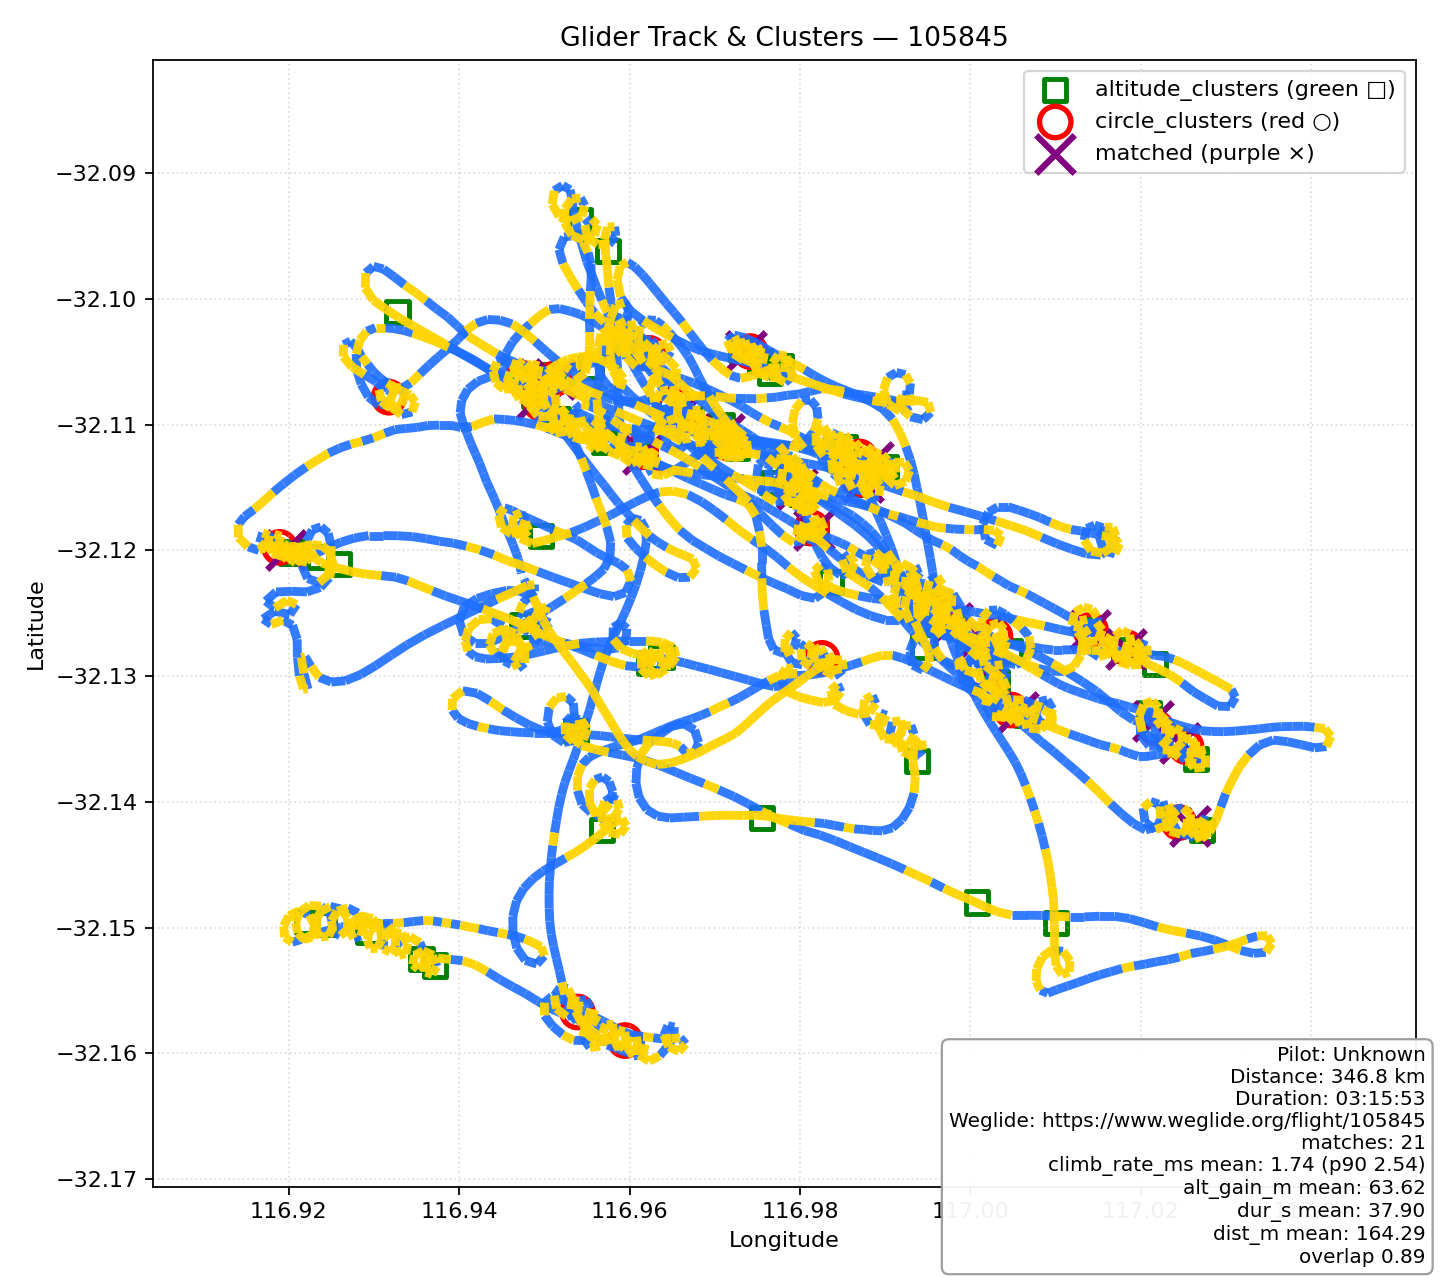 Glider Track & Clusters — 105845
altitude_clusters (green □)
circle_clusters (red ○)
matched (purple ×)
Latitude
−32.09
−32.10
−32.11
−32.12
−32.13
−32.14
−32.15
−32.16
−32.17
116.92
116.94
116.96
116.98
117.00
117.02
Longitude
Pilot: Unknown
Distance: 346.8 km
Duration: 03:15:53
Weglide: https://www.weglide.org/flight/105845
matches: 21
climb_rate_ms mean: 1.74 (p90 2.54)
alt_gain_m mean: 63.62
dur_s mean: 37.90
dist_m mean: 164.29
overlap 0.89